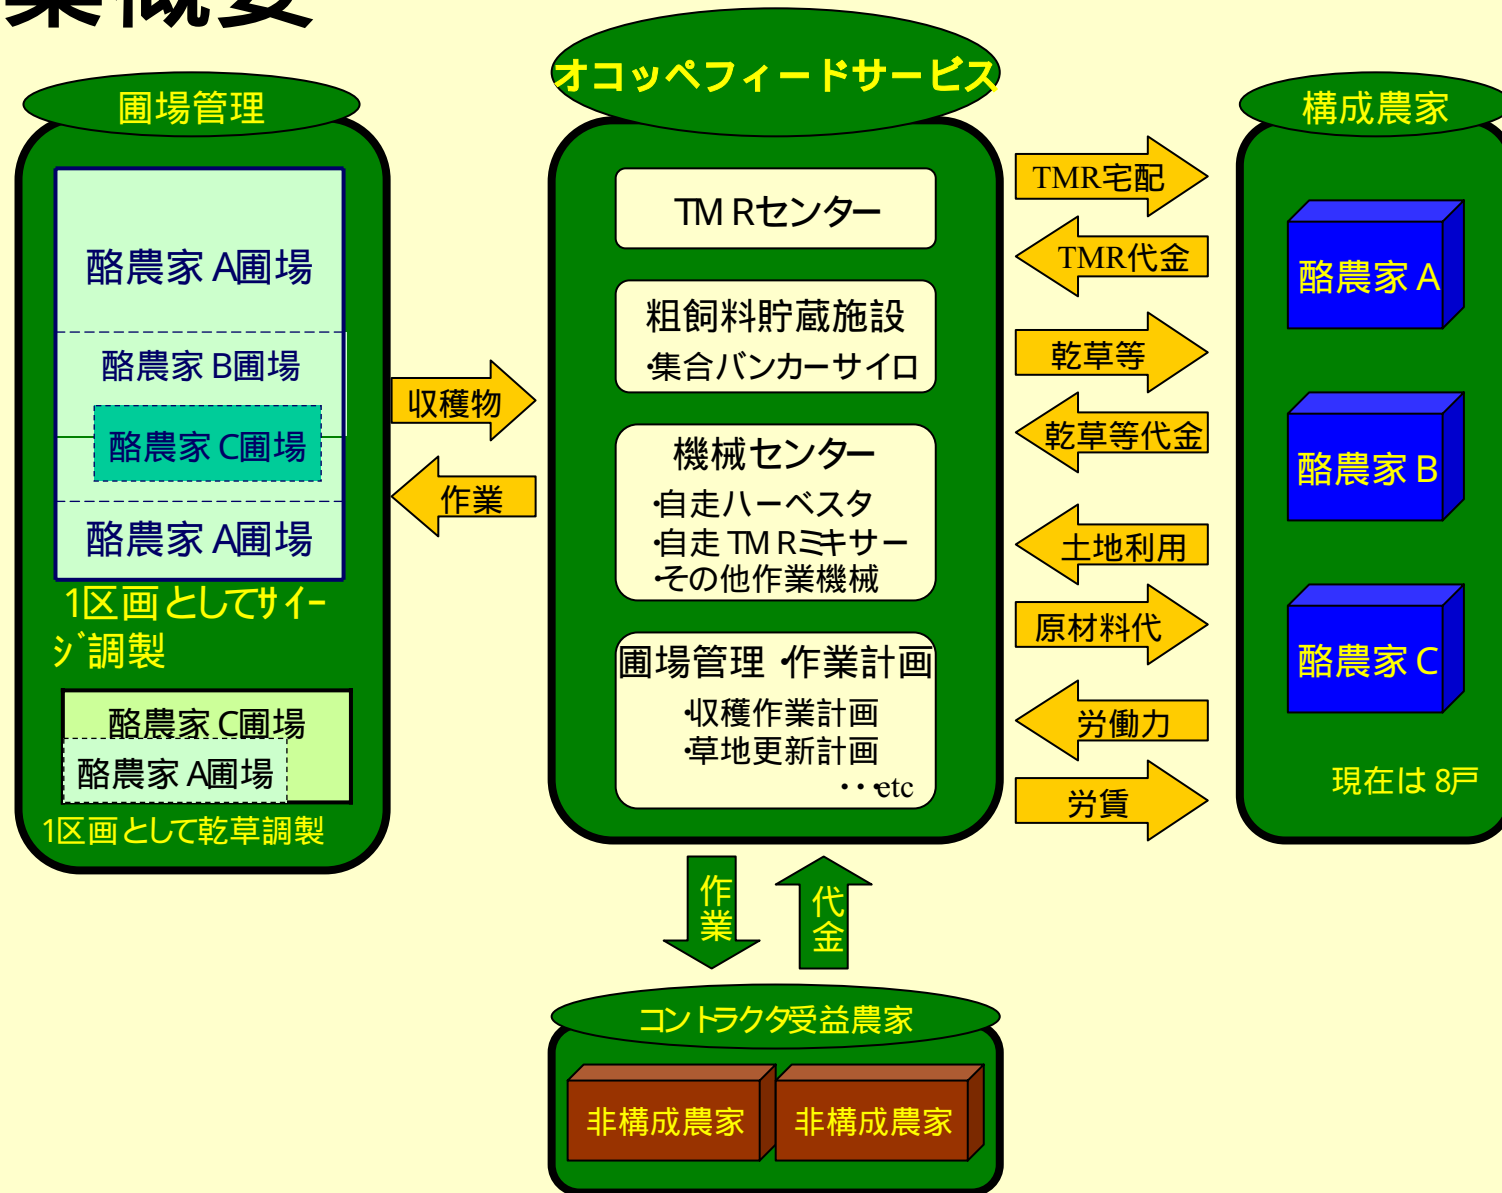 業概要
圃場管理
酪農家A圃場
酪農家B圃場
酪農家C圃場
酪農家A圃場
1区画としてサイー
ジ調製
酪農家C圃場
酪農家A圃場
1区画として乾草調製
収穫物
作業
オコッペフィードサービス
TMRセンター
粗飼料貯蔵施設
・集合バンカーサイロ
機械センター
・自走ハーベスタ
・自走TMRミキサー
・その他作業機械
圃場管理・作業計画
・収穫作業計画
・草地更新計画
・・・etc
TMR宅配
TMR代金
乾草等
乾草等代金
土地利用
原材料代
労働力
労賃
構成農家
酪農家A
酪農家B
酪農家C
現在は8戸
作業
代金
コントラクタ受益農家
非構成農家
非構成農家